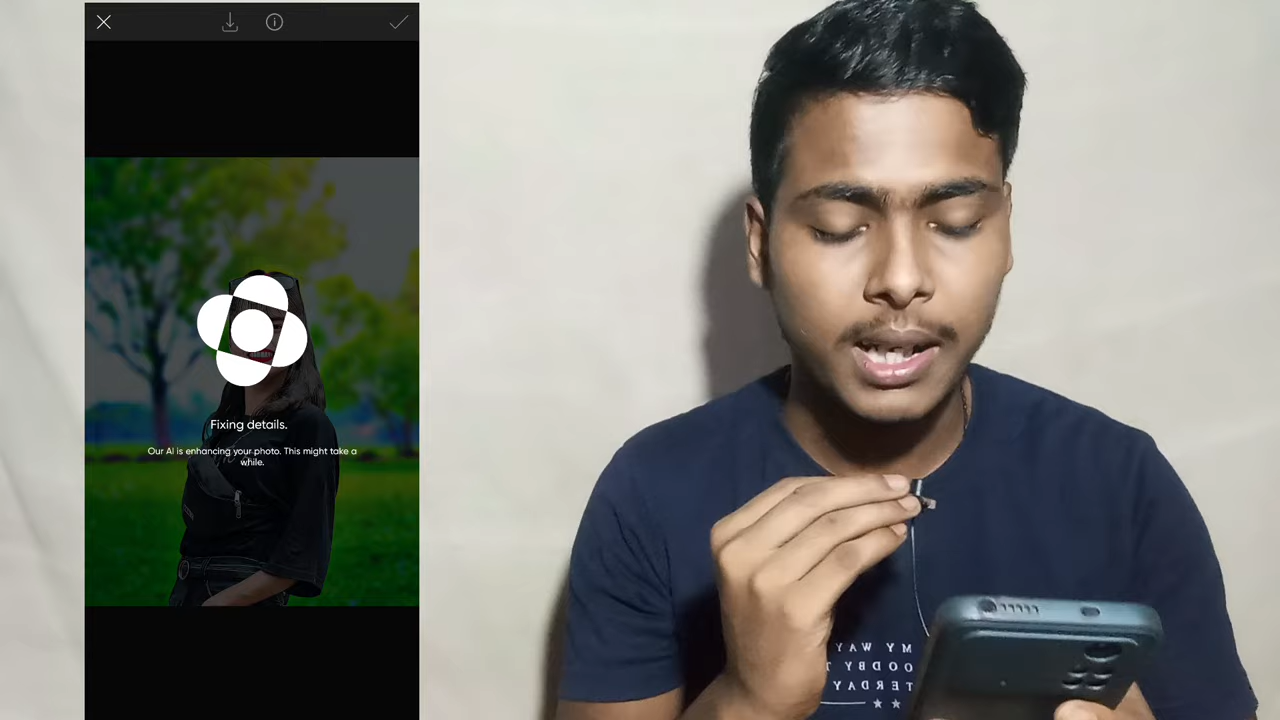 Fixing details.
Our AI is enhancing your photo. This might take a
while.
MY WAY
OODBY T
TERDAY